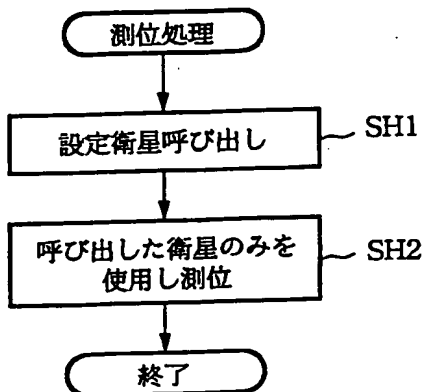 測位処理
設定衛星呼び出し
SH1
呼び出した衛星のみを
使用し測位
SH2
終了